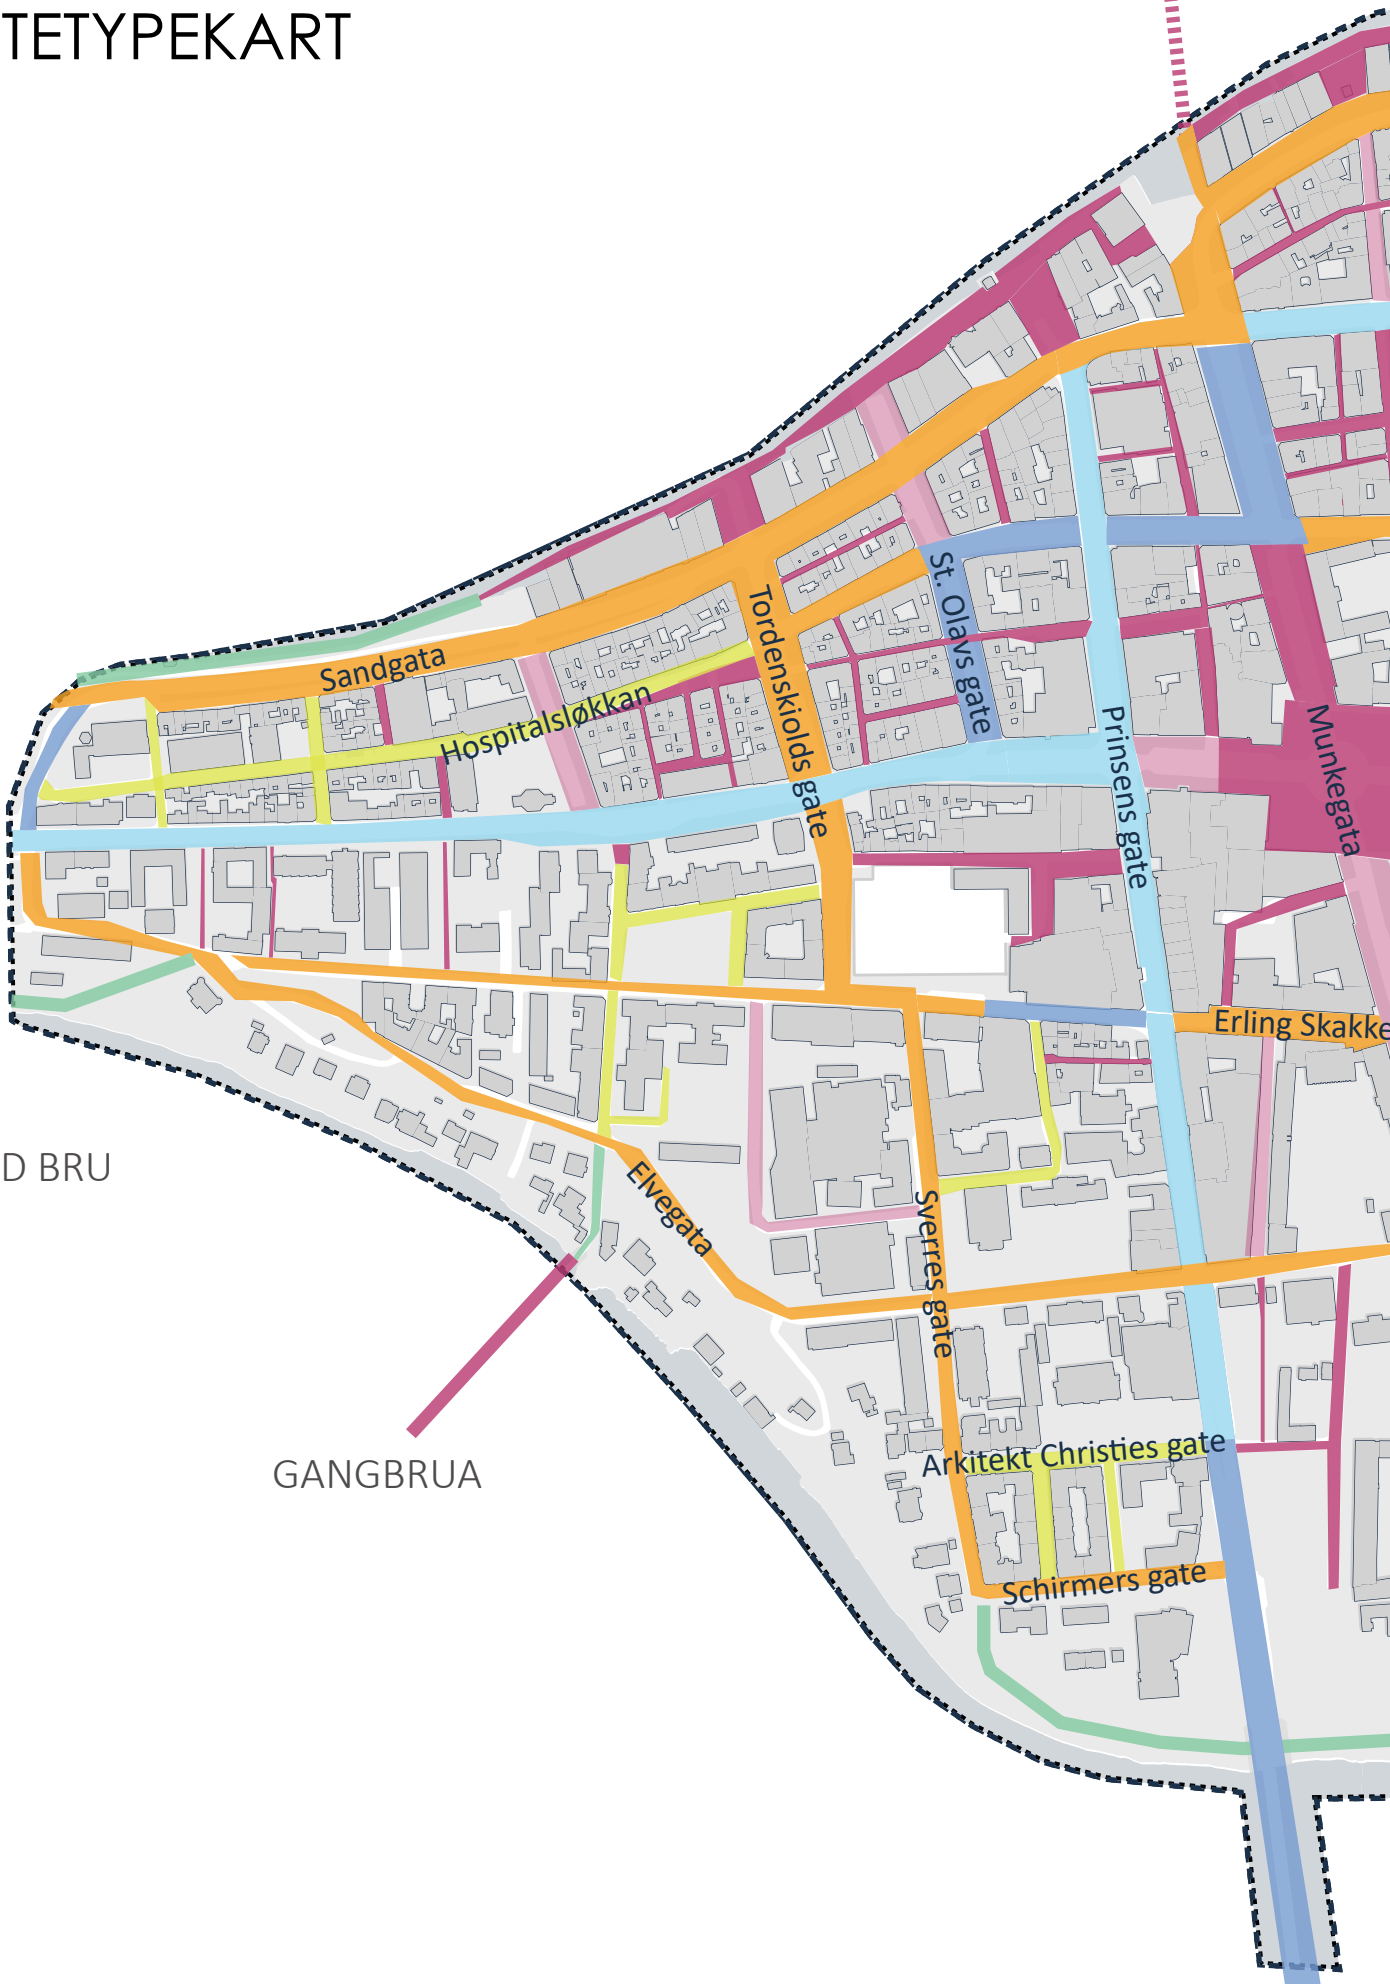 TETYPEKART
Sandgata
Hospitalsløkkan
Tordenskiolds gate
St. Olavs gate
Prinsens gate
Munkegata
Erling Skakke
D BRU
Elvegata
Sverres gate
GANGBRUA
Arkitekt Christies gate
Schirmers gate